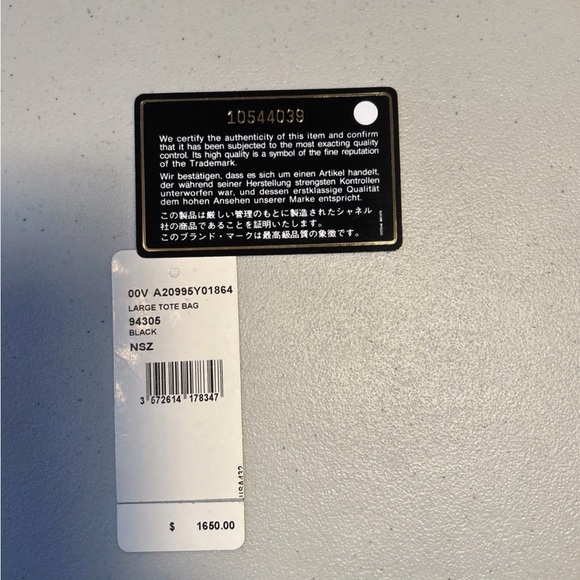 10544039
We certify the authenticity of this item and confirm
that it has been subjected to the most exacting quality
control. Its high quality is a symbol of the fine reputation
of the Trademark.
Wir bestätigen, dass es sich um einen Artikel handelt,
der während seiner Herstellung strengsten Kontrollen
unterworfen war, und dessen erstklassige Qualität
dem hohen Ansehen unserer Marke entspricht.
この製品は厳しい管理のもとに製造されたシャネル
社の商品であることを証明いたします。
このブランド・マークは最高級品質の象徴です。
00V A20995Y01864
LARGE TOTE BAG
94305
BLACK
NSZ
3 572614 178347
$ 1650.00